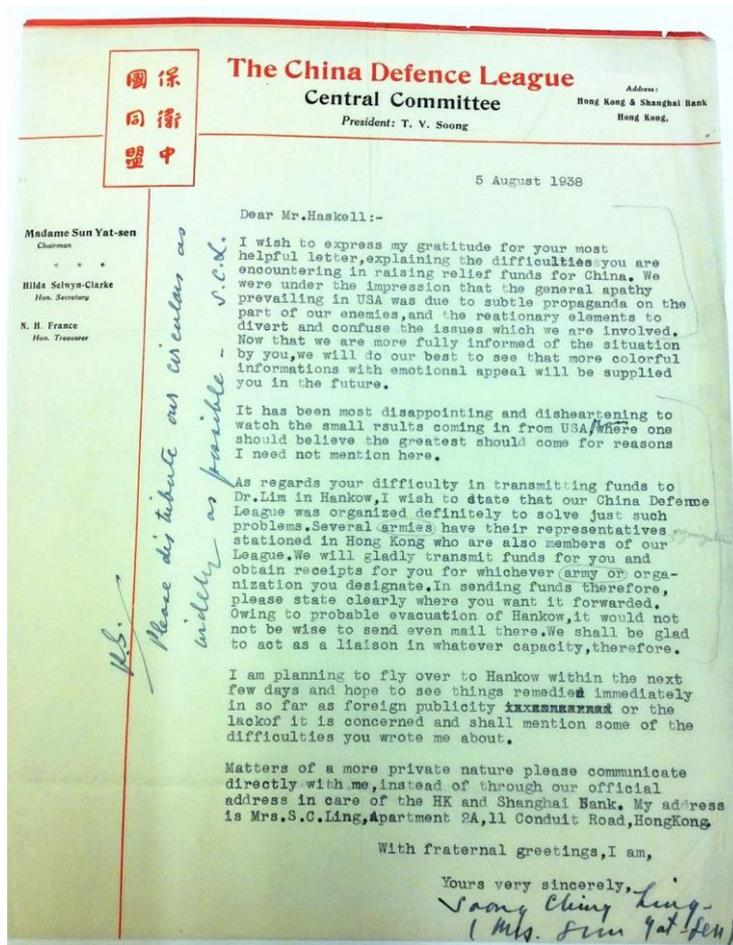 保衛中
國同盟
The China Defence League
Central Committee
President: T. V. Soong
Address:
Hong Kong & Shanghai Bank
Hong Kong.
Madame Sun Yat-sen
Chairman
Hilda Selwyn-Clarke
Hon. Secretary
N. H. France
Hon. Treasurer
5 August 1938
Dear Mr.Haskell:-
I wish to express my gratitude for your most
helpful letter,explaining the difficulties you are
encountering in raising relief funds for China. We
were under the impression that the general apathy
prevailing in USA was due to subtle propaganda on the
part of our enemies,and the reationary elements to
divert and confuse the issues which we are involved.
Now that we are more fully informed of the situation
by you,we will do our best to see that more colorful
informations with emotional appeal will be supplied
you in the future.
It has been most disappointing and disheartening to
watch the small rsults coming in from USA, where one
should believe the greatest should come for reasons
I need not mention here.
As regards your difficulty in transmitting funds to
Dr.Lim in Hankow,I wish to state that our China Defence
League was organized definitely to solve just such
problems.Several armies have their representatives
stationed in Hong Kong who are also members of our
League.We will gladly transmit funds for you and
obtain receipts for you for whichever army or orga-
nization you designate.In sending funds therefore,
please state clearly where you want it forwarded.
Owing to probable evacuation of Hankow,it would not
not be wise to send even mail there.We shall be glad
to act as a liaison in whatever capacity,therefore.
I am planning to fly over to Hankow within the next
few days and hope to see things remedied immediately
in so far as foreign publicity or the
lackof it is concerned and shall mention some of the
difficulties you wrote me about.
Matters of a more private nature please communicate
directly with me,instead of through our official
address in care of the HK and Shanghai Bank. My address
is Mrs.S.C.Ling,Apartment 2A,11 Conduit Road,HongKong.
With fraternal greetings,I am,
Yours very sincerely,
Soong Ching Ling-
(Mrs. Sun Yat-sen)
P.S.
Please distribute our circulars as
widely as possible - S.C.L.